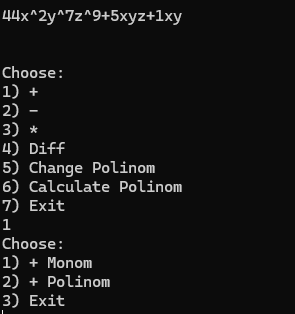 44x^2y^7z^9+5xyz+1xy
Choose:
1) +
2) -
3) *
4) Diff
5) Change Polinom
6) Calculate Polinom
7) Exit
1
Choose:
1) + Monom
2) + Polinom
3) Exit